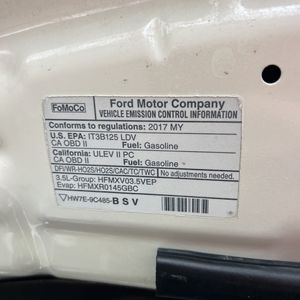 FoMoCo
Ford Motor Company
VEHICLE EMISSION CONTROL INFORMATION
Conforms to regulations: 2017 MY
U.S. EPA: IT3B125 LDV
CA OBD II Fuel: Gasoline
California: ULEV II PC
CA OBD II Fuel: Gasoline
DFI/WR-HO2S/HO2S/CAC/TC/TWC No adjustments needed.
3.5L-Group: HFMXV03.5VEP
Evap: HFMXR0145GBC
HW7E-9C485-BSV